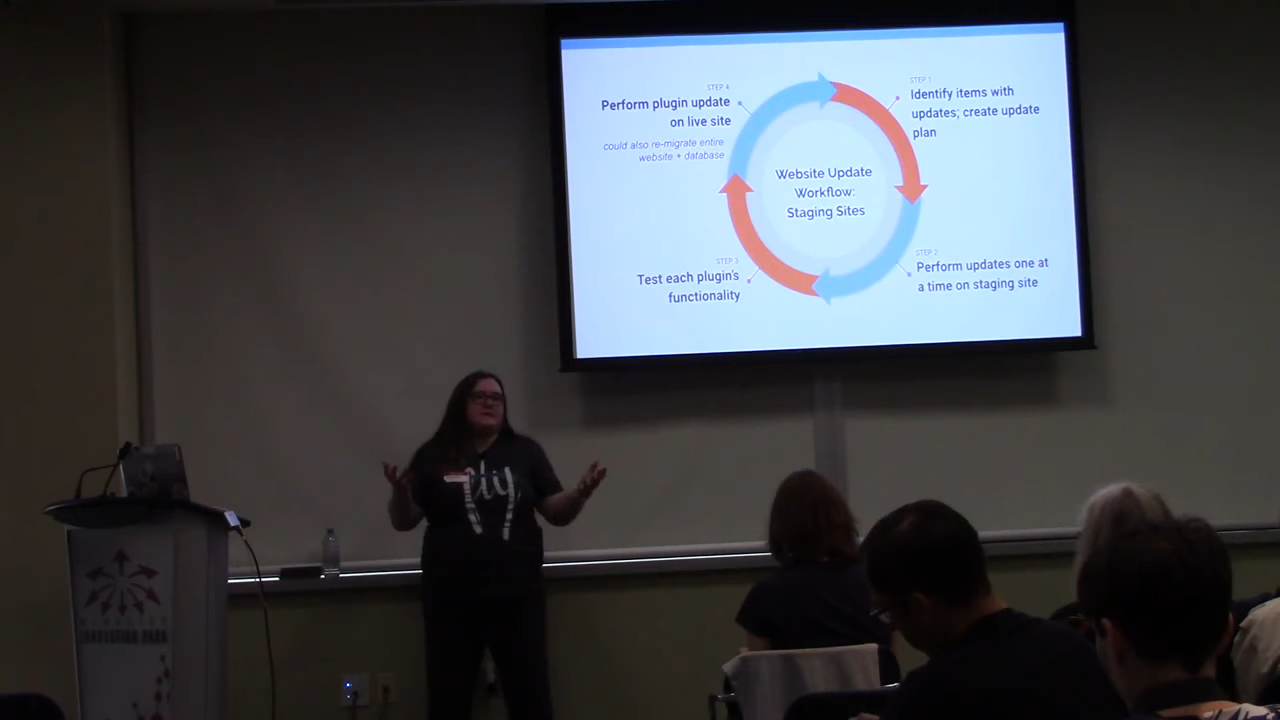 STEP 1
Identify items with
updates; create update
plan
STEP 2
Perform updates one at
a time on staging site
STEP 3
Test each plugin's
functionality
STEP 4
Perform plugin update
on live site
could also re-migrate entire
website + database
Website Update
Workflow:
Staging Sites
INNOVATION PARK